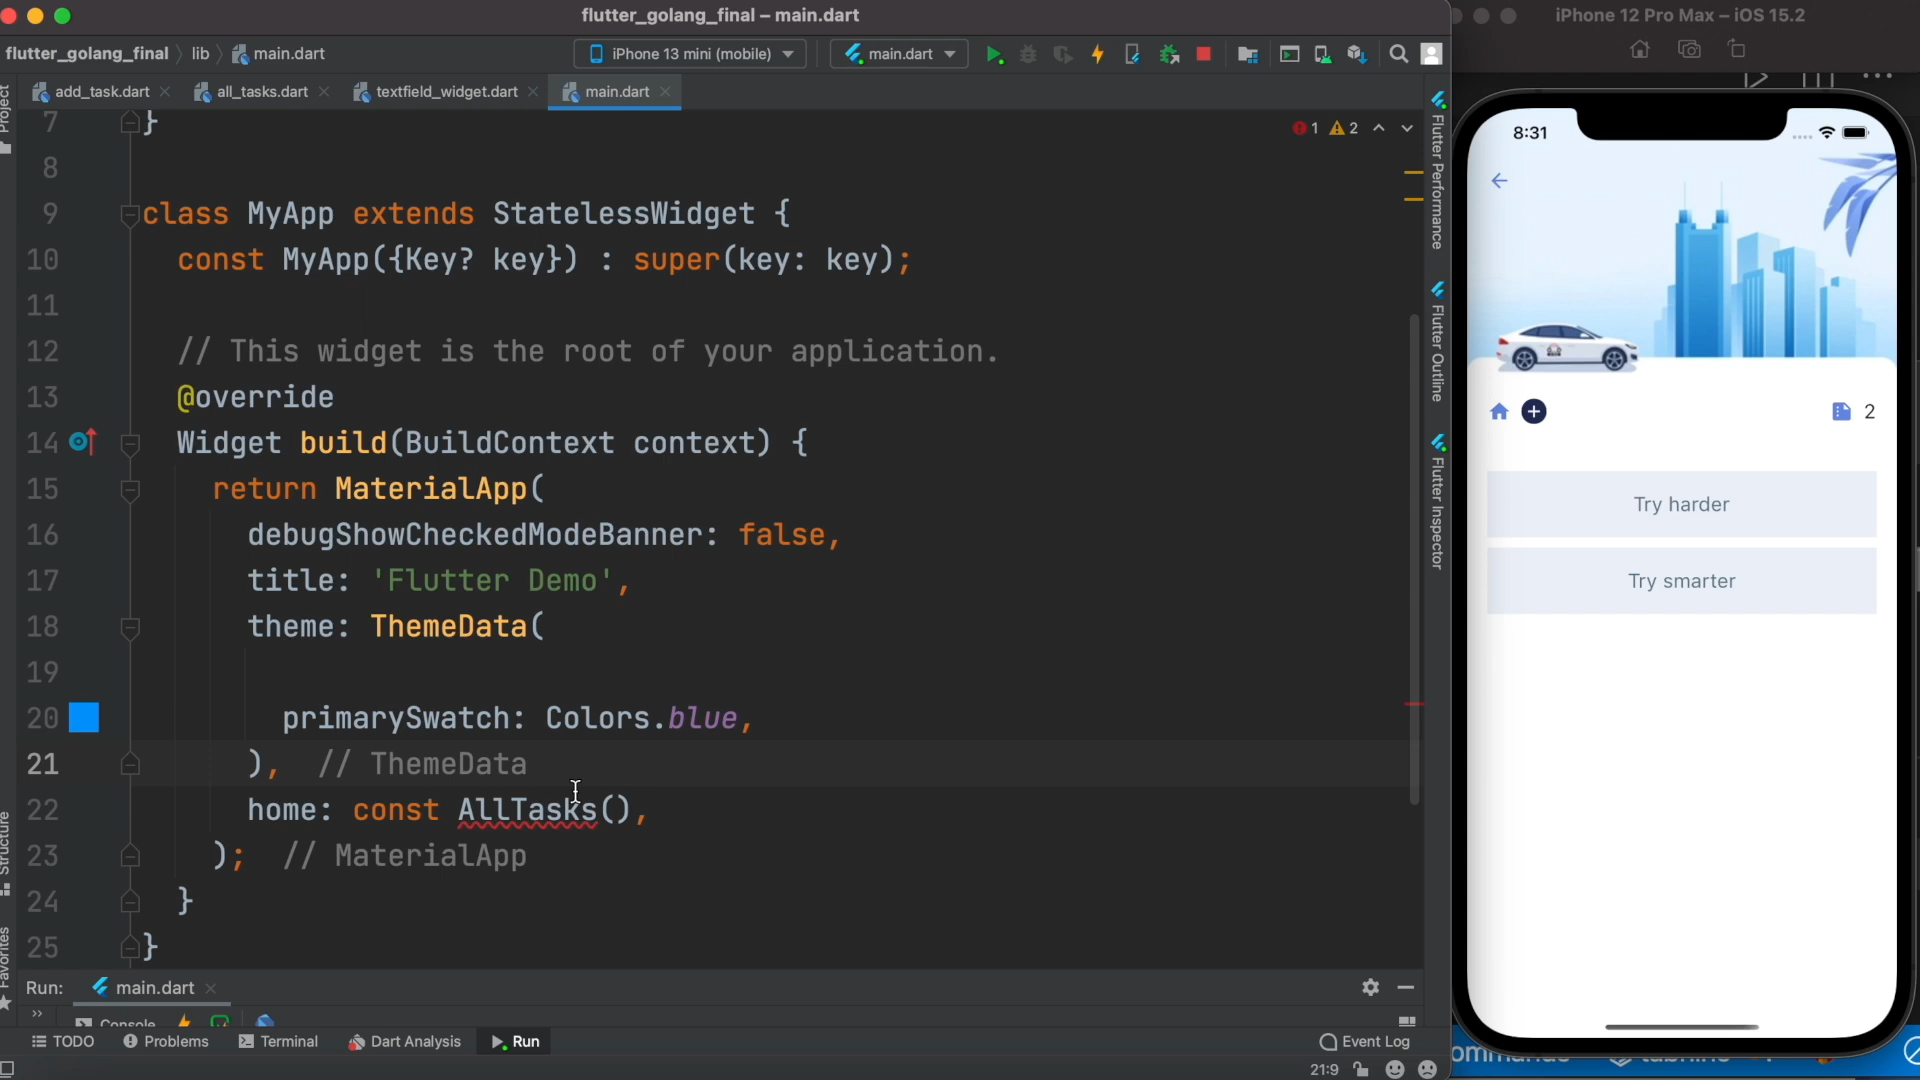 flutter_golang_final – main.dart
iPhone 12 Pro Max – iOS 15.2
flutter_golang_final lib main.dart
iPhone 13 mini (mobile) main.dart
add_task.dart all_tasks.dart textfield_widget.dart main.dart
Project
1 2
7 }
8
9 class MyApp extends StatelessWidget {
10 const MyApp({Key? key}) : super(key: key);
11
12 // This widget is the root of your application.
13 @override
14 Widget build(BuildContext context) {
15 return MaterialApp(
16 debugShowCheckedModeBanner: false,
17 title: 'Flutter Demo',
18 theme: ThemeData(
19
20 primarySwatch: Colors.blue,
21 ), // ThemeData
22 home: const AllTasks(),
23 ); // MaterialApp
24 }
25 }
Structure
Favorites
Flutter Performance
Flutter Outline
Flutter Inspector
Run: main.dart
Console
TODO Problems Terminal Dart Analysis Run Event Log
21:9
8:31
2
Try harder
Try smarter